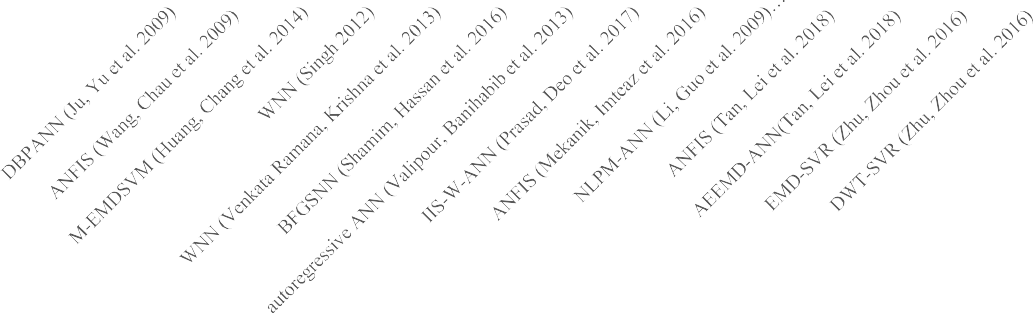 DBPANN (Ju, Yu et al. 2009)
ANFIS (Wang, Chau et al. 2009)
M-EMDSVM (Huang, Chang et al. 2014)
WNN (Singh 2012)
WNN (Venkata Ramana, Krishna et al. 2013)
BFGSNN (Shamim, Hassan et al. 2016)
autoregressive ANN (Valipour, Banihabib et al. 2013)
IIS-W-ANN (Prasad, Deo et al. 2017)
ANFIS (Mekanik, Imteaz et al. 2016)
NLPM-ANN (Li, Guo et al. 2009)…
ANFIS (Tan, Lei et al. 2018)
AEEMD-ANN(Tan, Lei et al. 2018)
EMD-SVR (Zhu, Zhou et al. 2016)
DWT-SVR (Zhu, Zhou et al. 2016)